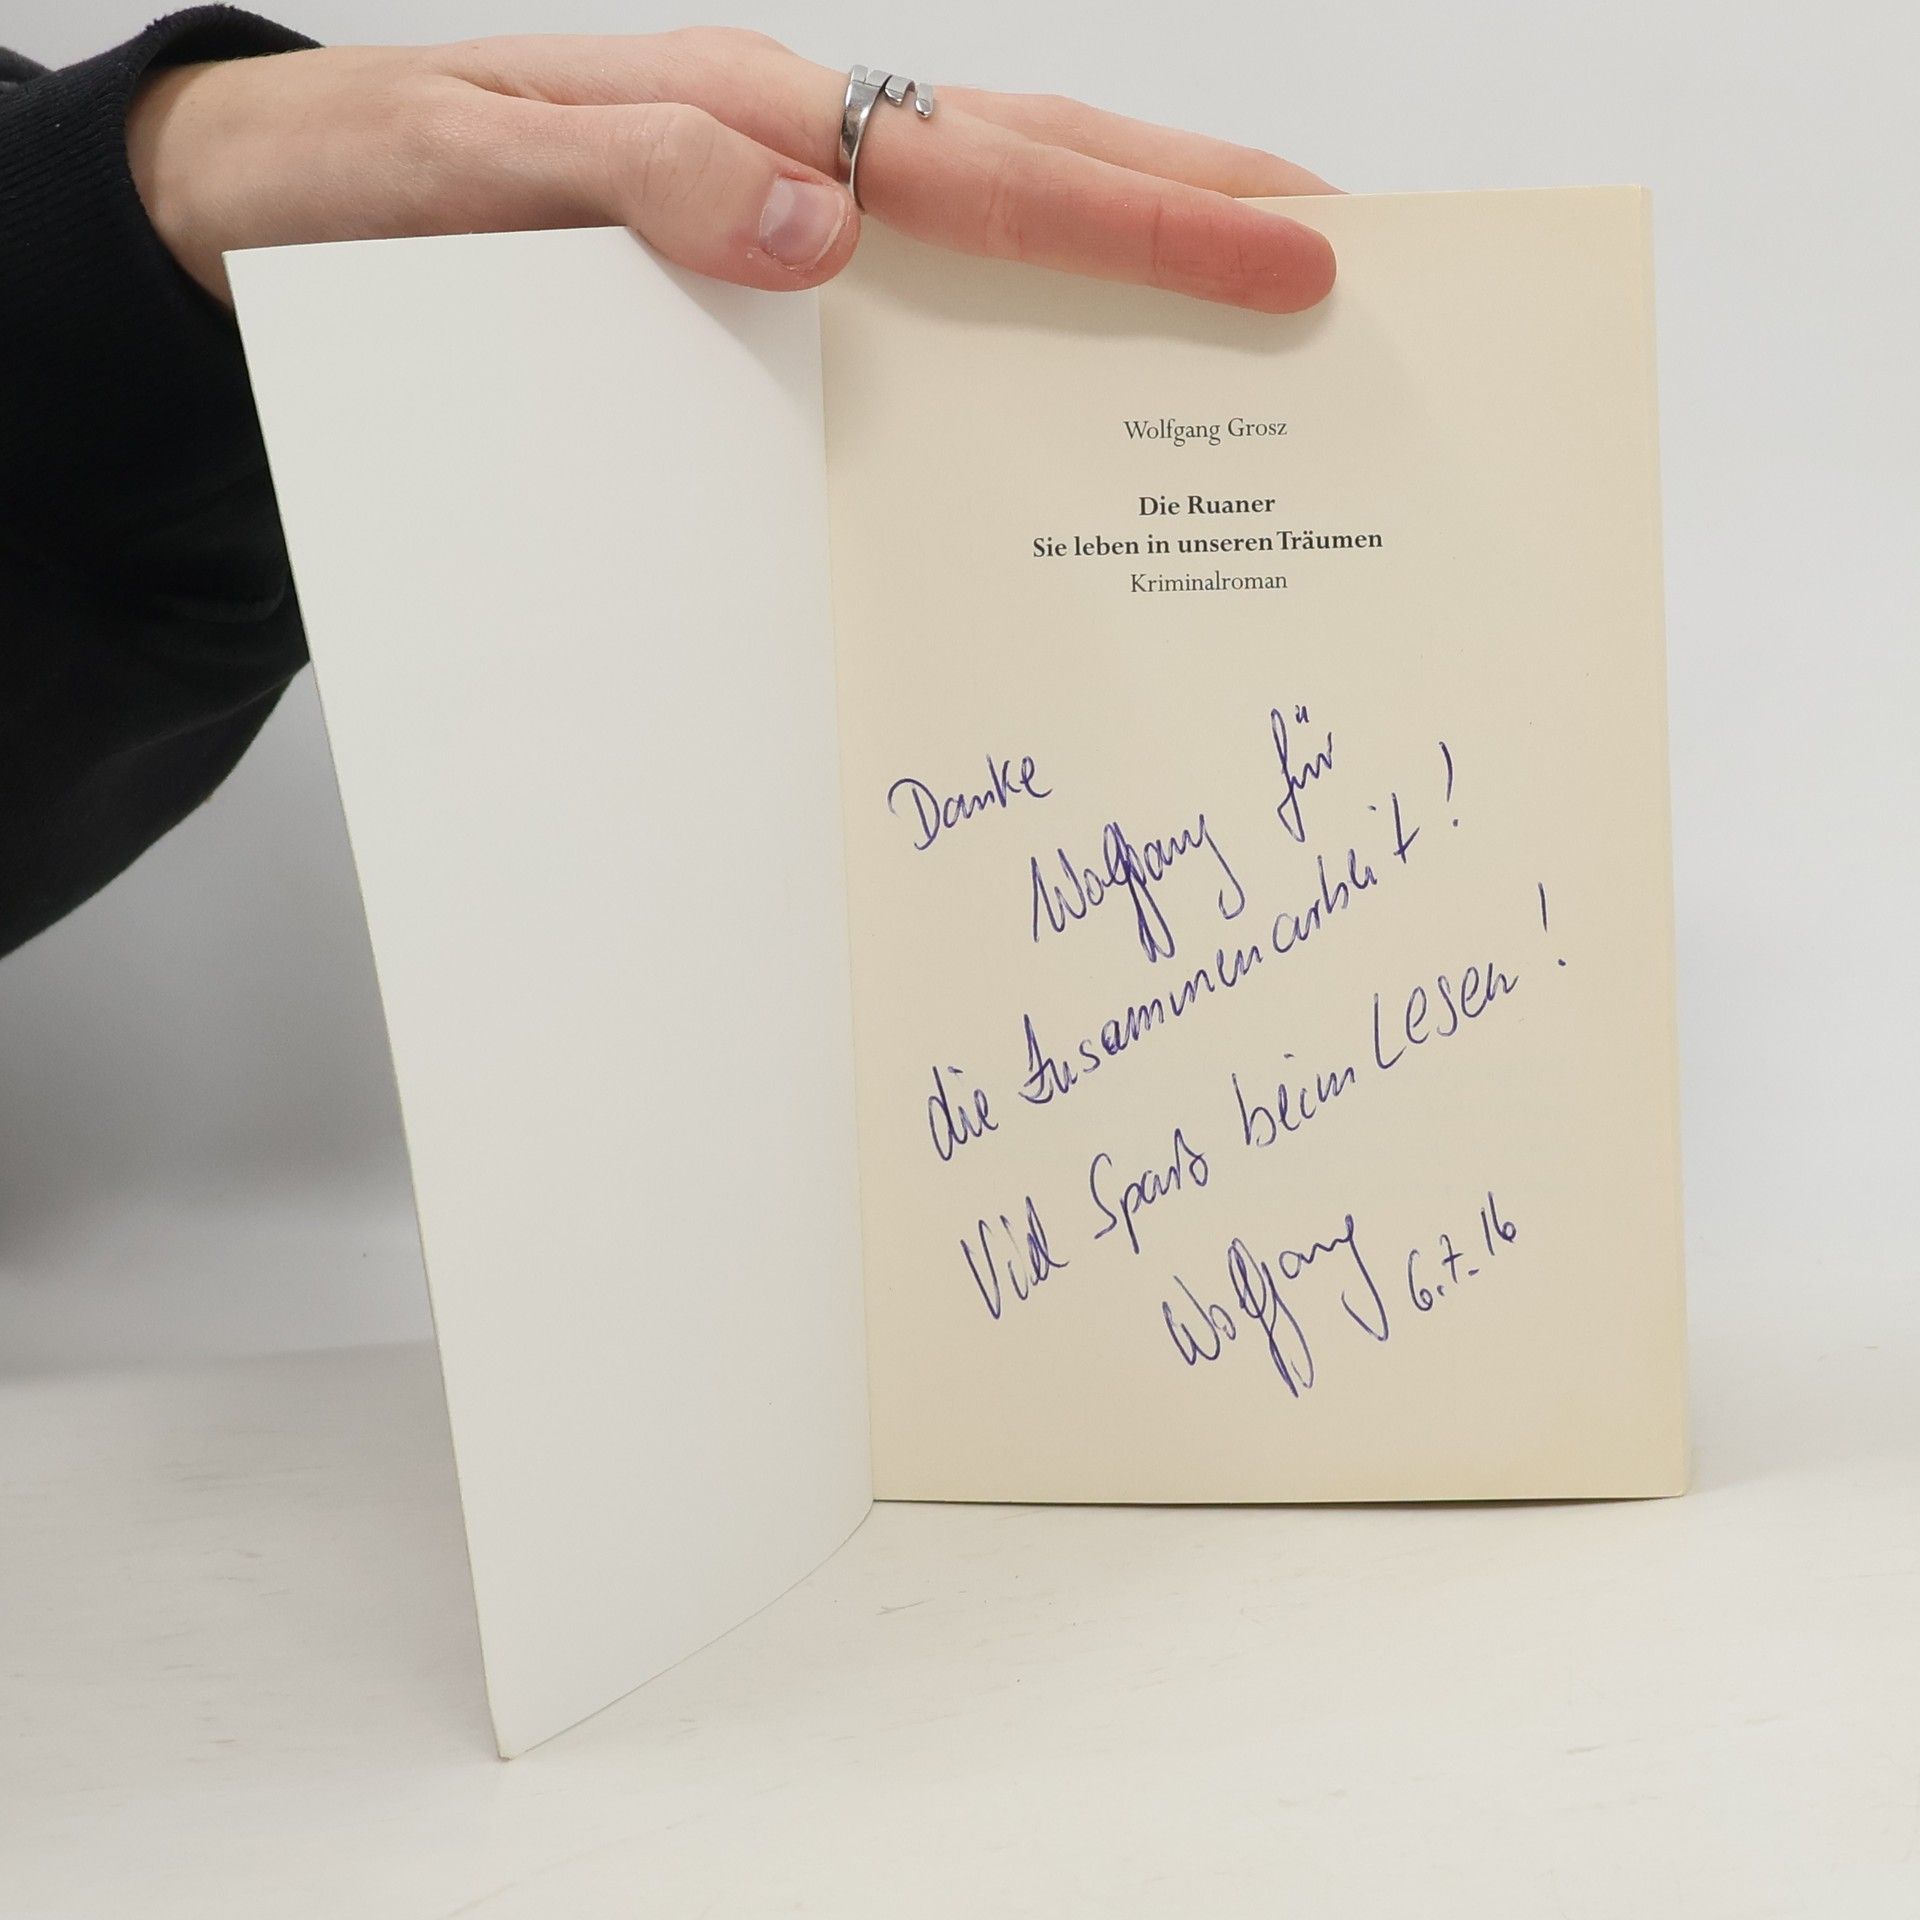 Wolfgang Grosz
Die Ruaner
Sie leben in unseren Träumen
Kriminalroman
Danke
Wolfgang für
die Zusammenarbeit!
Viel Spaß beim Lesen!
Wolfgang 6.7.16